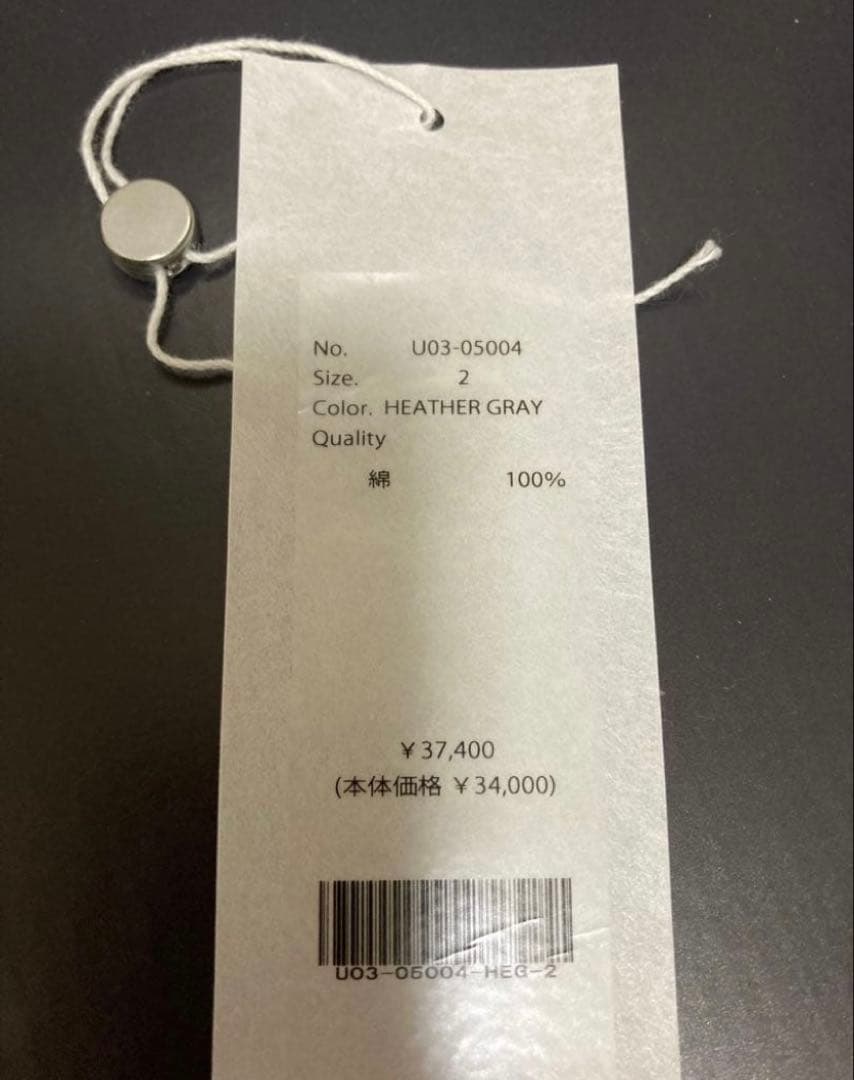 No. U03-05004
Size. 2
Color. HEATHER GRAY
Quality
綿 100%
¥37,400
(本体価格 ¥34,000)
U03-05004-HEG-2